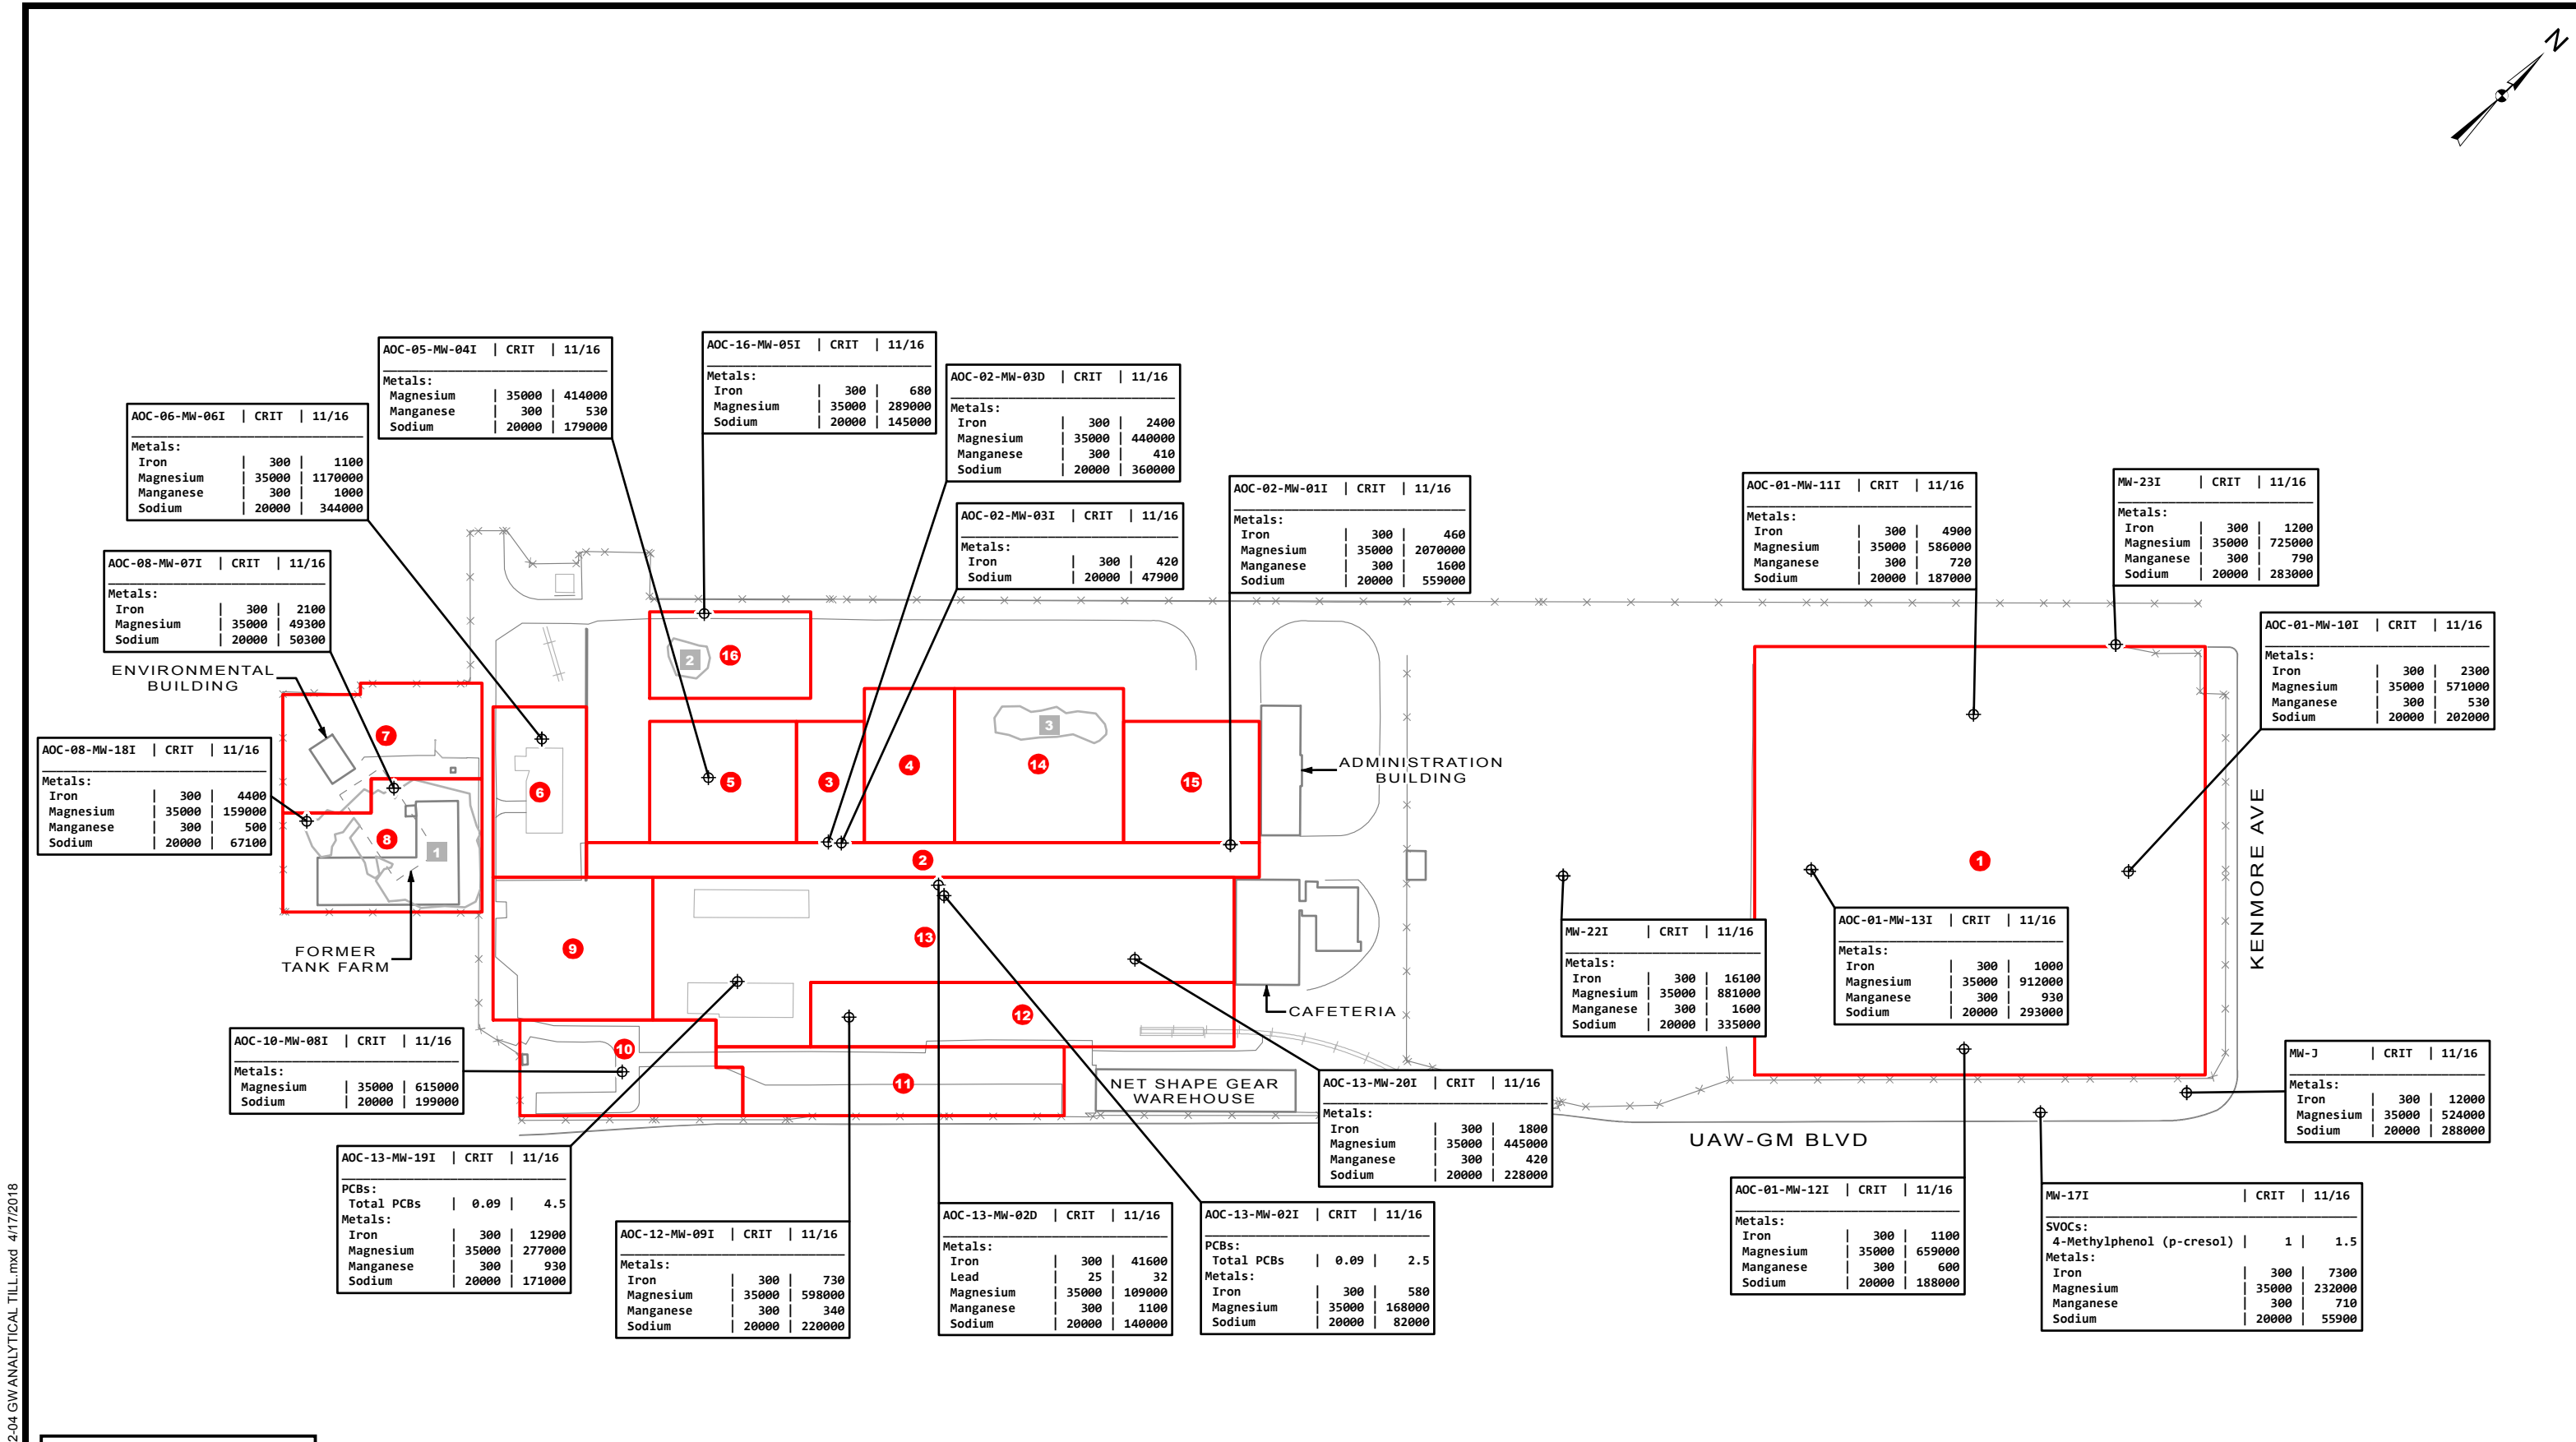 N
AOC-05-MW-04I | CRIT | 11/16
Metals:
Magnesium | 35000 | 414000
Manganese | 300 | 530
Sodium | 20000 | 179000
AOC-16-MW-05I | CRIT | 11/16
Metals:
Iron | 300 | 680
Magnesium | 35000 | 289000
Sodium | 20000 | 145000
AOC-02-MW-03D | CRIT | 11/16
Metals:
Iron | 300 | 2400
Magnesium | 35000 | 440000
Manganese | 300 | 410
Sodium | 20000 | 360000
AOC-06-MW-06I | CRIT | 11/16
Metals:
Iron | 300 | 1100
Magnesium | 35000 | 1170000
Manganese | 300 | 1000
Sodium | 20000 | 344000
AOC-02-MW-03I | CRIT | 11/16
Metals:
Iron | 300 | 420
Sodium | 20000 | 47900
AOC-02-MW-01I | CRIT | 11/16
Metals:
Iron | 300 | 460
Magnesium | 35000 | 2070000
Manganese | 300 | 1600
Sodium | 20000 | 559000
AOC-01-MW-11I | CRIT | 11/16
Metals:
Iron | 300 | 4900
Magnesium | 35000 | 586000
Manganese | 300 | 720
Sodium | 20000 | 187000
MW-23I | CRIT | 11/16
Metals:
Iron | 300 | 1200
Magnesium | 35000 | 725000
Manganese | 300 | 790
Sodium | 20000 | 283000
AOC-08-MW-07I | CRIT | 11/16
Metals:
Iron | 300 | 2100
Magnesium | 35000 | 49300
Sodium | 20000 | 50300
AOC-01-MW-10I | CRIT | 11/16
Metals:
Iron | 300 | 2300
Magnesium | 35000 | 571000
Manganese | 300 | 530
Sodium | 20000 | 202000
ENVIRONMENTAL
BUILDING
2
16
7
3
14
4
5
3
15
6
ADMINISTRATION
BUILDING
AOC-08-MW-18I | CRIT | 11/16
Metals:
Iron | 300 | 4400
Magnesium | 35000 | 159000
Manganese | 300 | 500
Sodium | 20000 | 67100
8
1
2
1
KENMORE AVE
FORMER
TANK FARM
9
13
12
CAFETERIA
MW-22I | CRIT | 11/16
Metals:
Iron | 300 | 16100
Magnesium | 35000 | 881000
Manganese | 300 | 1600
Sodium | 20000 | 335000
AOC-01-MW-13I | CRIT | 11/16
Metals:
Iron | 300 | 1000
Magnesium | 35000 | 912000
Manganese | 300 | 930
Sodium | 20000 | 293000
AOC-10-MW-08I | CRIT | 11/16
Metals:
Magnesium | 35000 | 615000
Sodium | 20000 | 199000
10
11
NET SHAPE GEAR
WAREHOUSE
AOC-13-MW-20I | CRIT | 11/16
Metals:
Iron | 300 | 1800
Magnesium | 35000 | 445000
Manganese | 300 | 420
Sodium | 20000 | 228000
MW-J | CRIT | 11/16
Metals:
Iron | 300 | 12000
Magnesium | 35000 | 524000
Sodium | 20000 | 288000
UAW-GM BLVD
AOC-13-MW-19I | CRIT | 11/16
PCBs:
Total PCBs | 0.09 | 4.5
Metals:
Iron | 300 | 12900
Magnesium | 35000 | 277000
Manganese | 300 | 930
Sodium | 20000 | 171000
AOC-12-MW-09I | CRIT | 11/16
Metals:
Iron | 300 | 730
Magnesium | 35000 | 598000
Manganese | 300 | 340
Sodium | 20000 | 220000
AOC-13-MW-02D | CRIT | 11/16
Metals:
Iron | 300 | 41600
Lead | 25 | 32
Magnesium | 35000 | 109000
Manganese | 300 | 1100
Sodium | 20000 | 140000
AOC-13-MW-02I | CRIT | 11/16
PCBs:
Total PCBs | 0.09 | 2.5
Metals:
Iron | 300 | 580
Magnesium | 35000 | 168000
Sodium | 20000 | 82000
AOC-01-MW-12I | CRIT | 11/16
Metals:
Iron | 300 | 1100
Magnesium | 35000 | 659000
Manganese | 300 | 600
Sodium | 20000 | 188000
MW-17I | CRIT | 11/16
SVOCs:
4-Methylphenol (p-cresol) | 1 | 1.5
Metals:
Iron | 300 | 7300
Magnesium | 35000 | 232000
Manganese | 300 | 710
Sodium | 20000 | 55900
2-04 GW ANALYTICAL TILL.mxd 4/17/2018